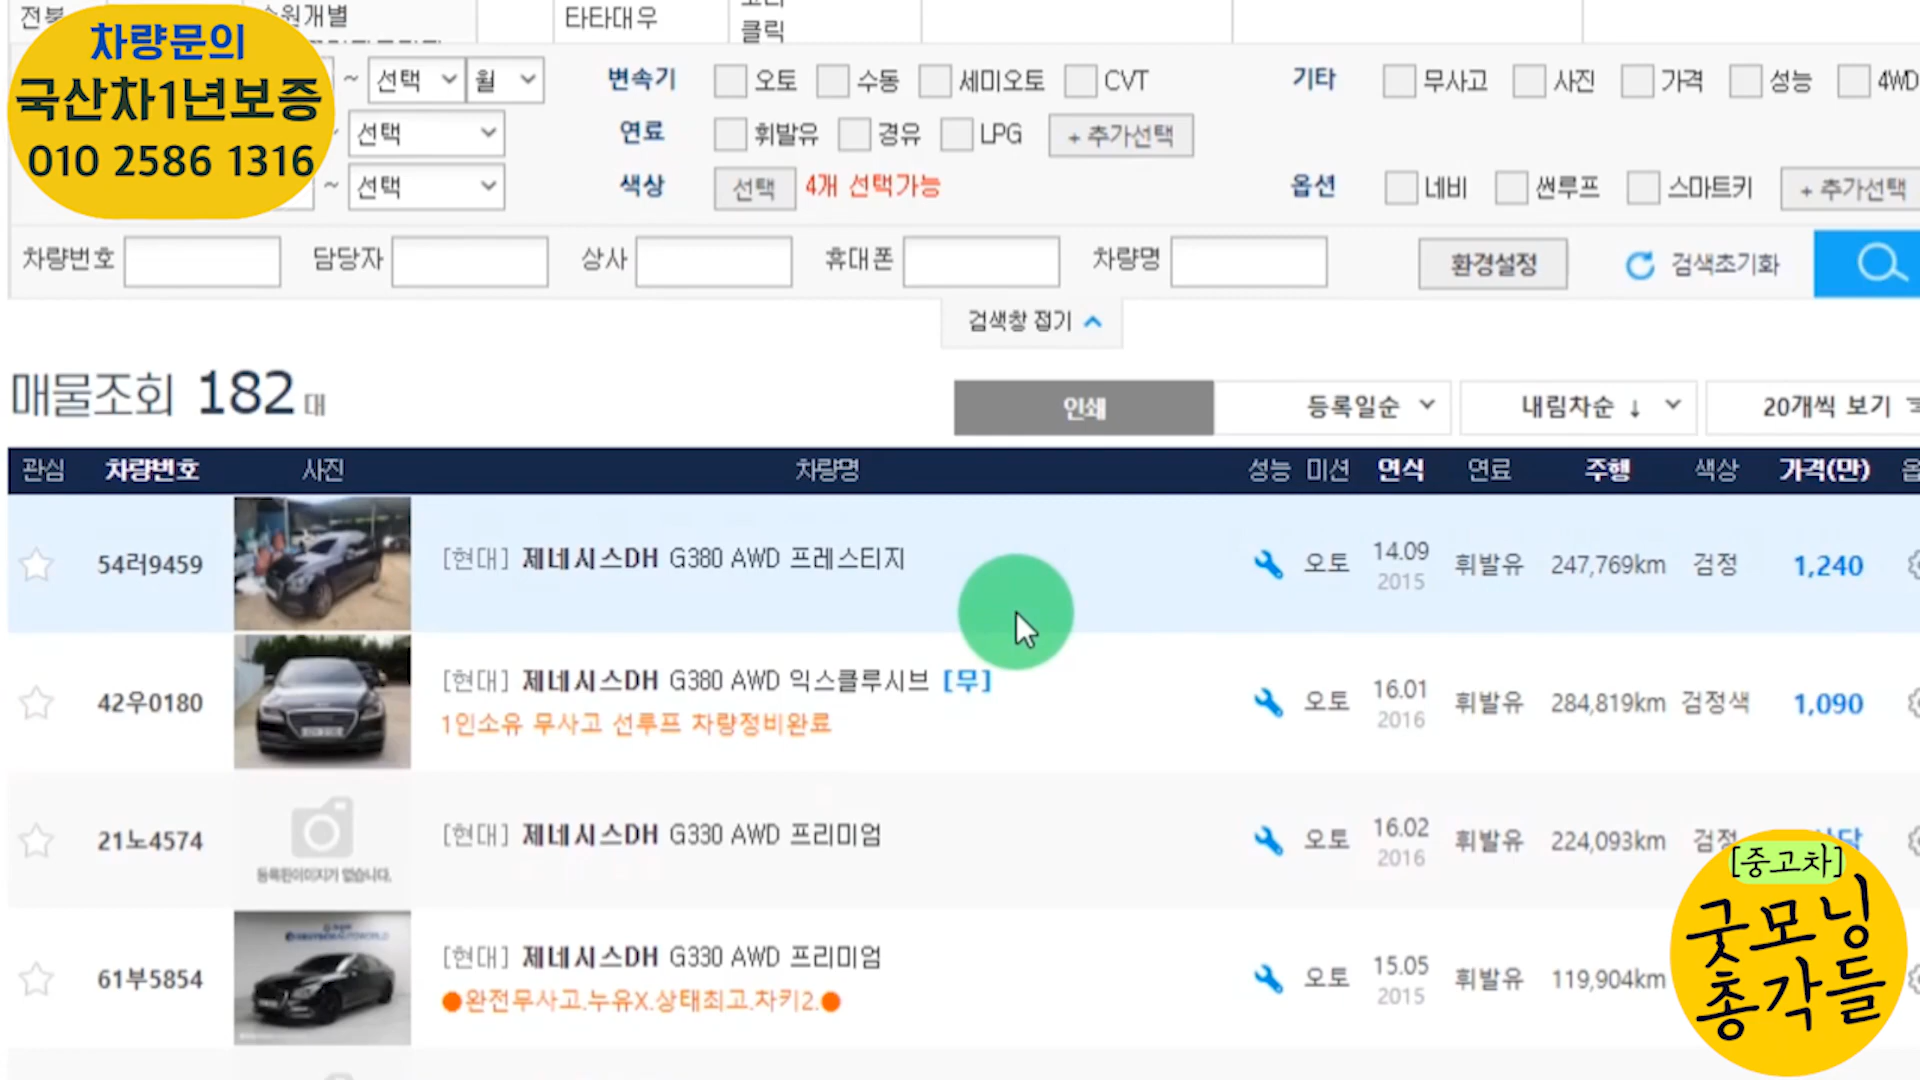 차량문의
국산차1년보증
010 2586 1316
타타대우
클릭
~ 선택 월
변속기 오토 수동 세미오토 CVT
기타 무사고 사진 가격 성능 4WD
선택
연료 휘발유 경유 LPG + 추가선택
~ 선택
색상 선택 4개 선택가능
옵션 네비 썬루프 스마트키 + 추가선택
차량번호 담당자 상사 휴대폰 차량명 환경설정 검색초기화
검색창 접기
매물조회 182 대
인쇄 등록일순 내림차순 ↓ 20개씩 보기
관심 차량번호 사진 차량명 성능 미션 연식 연료 주행 색상 가격(만)
54러9459 [현대] 제네시스DH G380 AWD 프레스티지 오토 14.09 휘발유 247,769km 검정 1,240
2015
42우0180 [현대] 제네시스DH G380 AWD 익스클루시브 [무] 오토 16.01 휘발유 284,819km 검정색 1,090
1인소유 무사고 선루프 차량정비완료 2016
21노4574 [현대] 제네시스DH G330 AWD 프리미엄 오토 16.02 휘발유 224,093km 검정
등록된이미지가 없습니다. 2016
61부5854 [현대] 제네시스DH G330 AWD 프리미엄 오토 15.05 휘발유 119,904km
●완전무사고.누유X.상태최고.차키2.● 2015
[중고차]
굿모닝
총각들